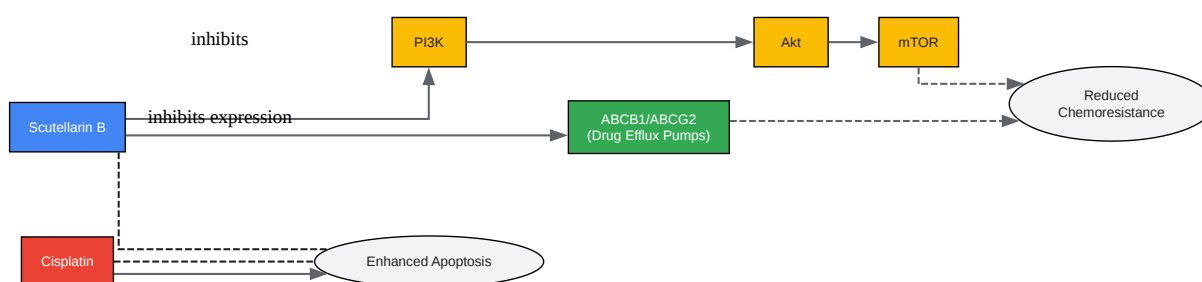 inhibits
PI3K
Akt
mTOR
Reduced
Chemoresistance
Scutellarin B
inhibits expression
ABCB1/ABCG2
(Drug Efflux Pumps)
Cisplatin
Enhanced Apoptosis